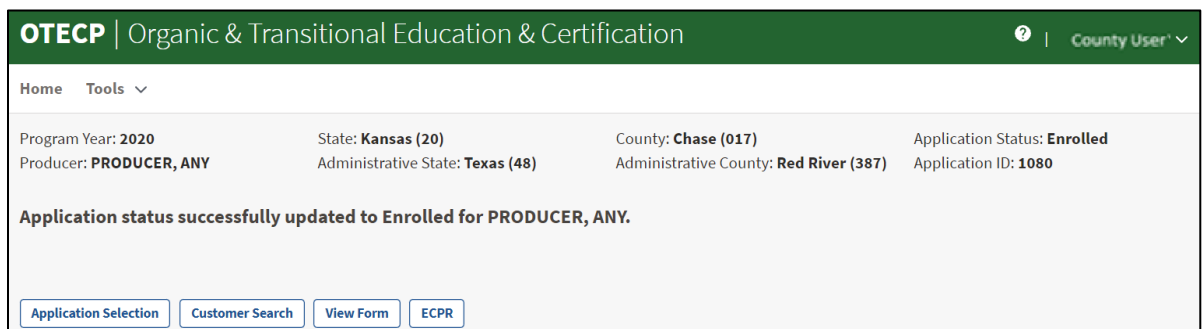 OTECP | Organic & Transitional Education & Certification ? | County User
Home Tools
Program Year: 2020 State: Kansas (20) County: Chase (017) Application Status: Enrolled
Producer: PRODUCER, ANY Administrative State: Texas (48) Administrative County: Red River (387) Application ID: 1080
Application status successfully updated to Enrolled for PRODUCER, ANY.
Application Selection Customer Search View Form ECPR